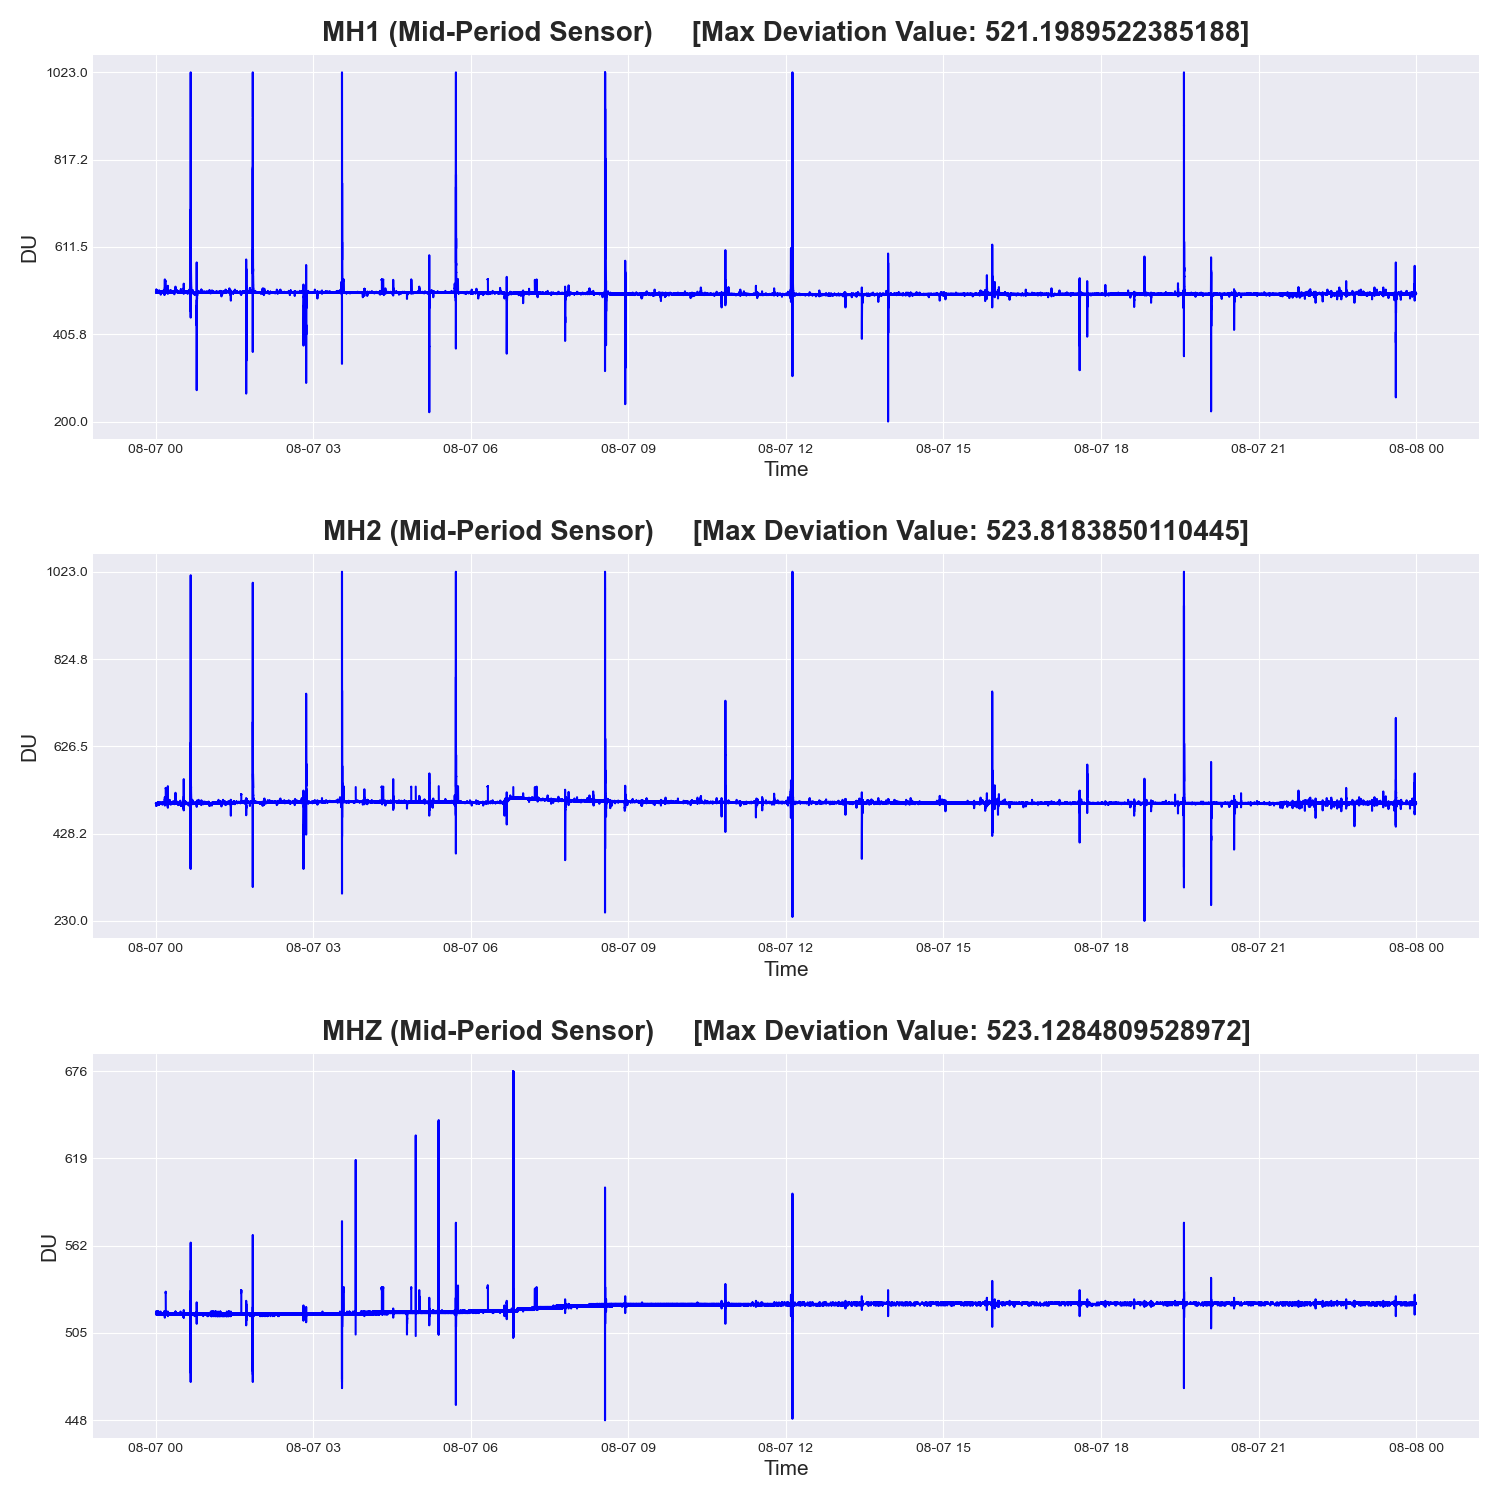 MH1 (Mid-Period Sensor) [Max Deviation Value: 521.1989522385188]
1023.0
817.2
611.5
405.8
200.0
DU
08-07 00 08-07 03 08-07 06 08-07 09 08-07 12 08-07 15 08-07 18 08-07 21 08-08 00
Time
MH2 (Mid-Period Sensor) [Max Deviation Value: 523.8183850110445]
1023.0
824.8
626.5
428.2
230.0
DU
08-07 00 08-07 03 08-07 06 08-07 09 08-07 12 08-07 15 08-07 18 08-07 21 08-08 00
Time
MHZ (Mid-Period Sensor) [Max Deviation Value: 523.1284809528972]
676
619
562
505
448
DU
08-07 00 08-07 03 08-07 06 08-07 09 08-07 12 08-07 15 08-07 18 08-07 21 08-08 00
Time